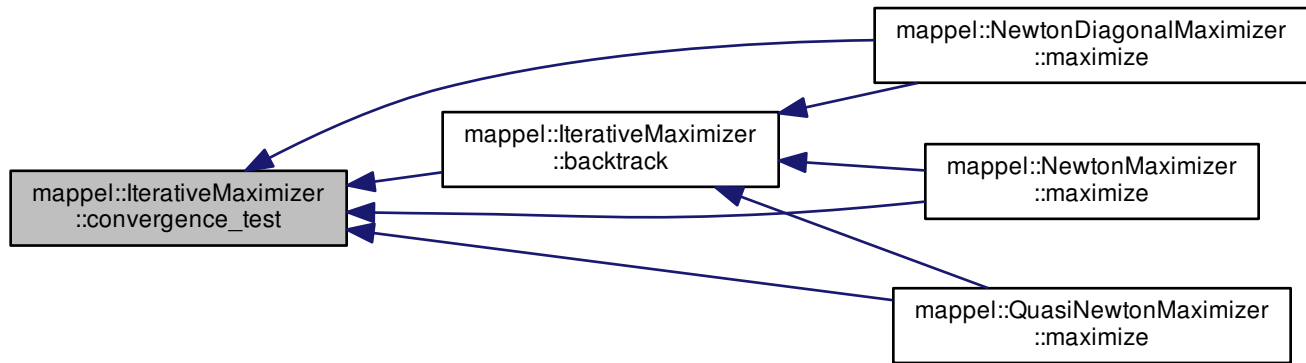 mappel::NewtonDiagonalMaximizer
::maximize
mappel::IterativeMaximizer
::backtrack
mappel::NewtonMaximizer
::maximize
mappel::IterativeMaximizer
::convergence_test
mappel::QuasiNewtonMaximizer
::maximize